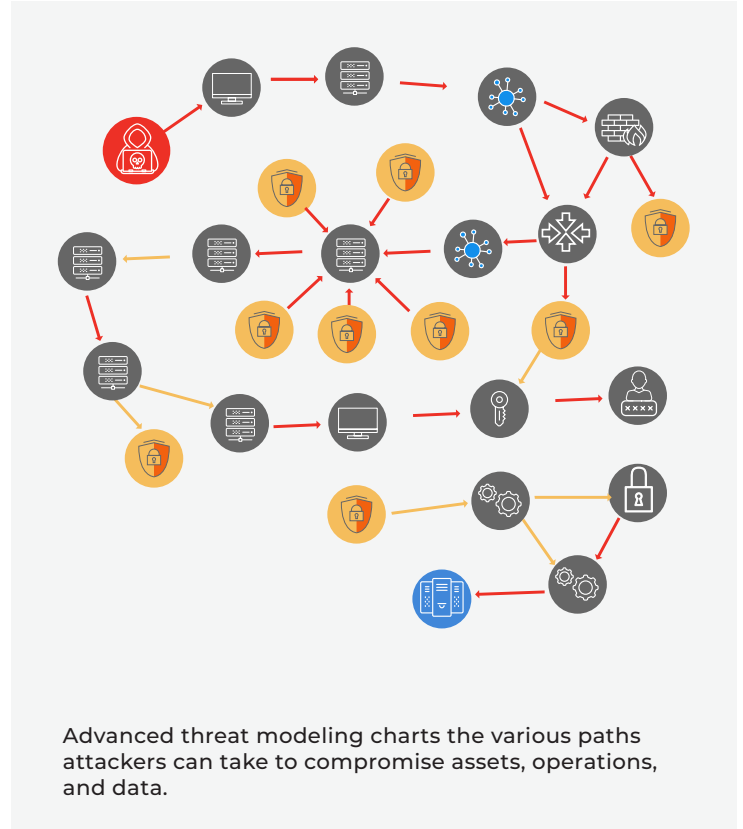 Advanced threat modeling charts the various paths
attackers can take to compromise assets, operations,
and data.